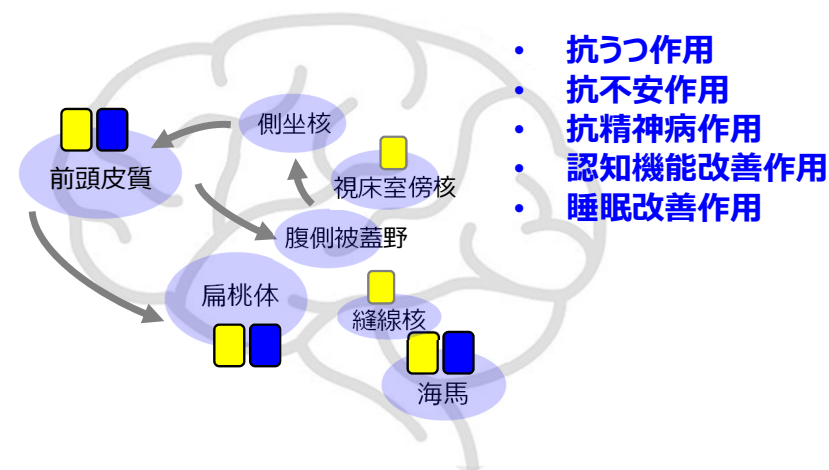 • 抗うつ作用
• 抗不安作用
• 抗精神病作用
• 認知機能改善作用
• 睡眠改善作用
側坐核
前頭皮質
視床室傍核
腹側被蓋野
扁桃体
縫線核
海馬